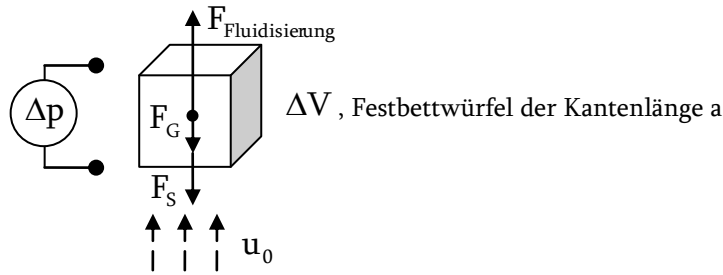 F_Fluidisierung
Δp
F_G
ΔV , Festbettwürfel der Kantenlänge a
F_S
u_0